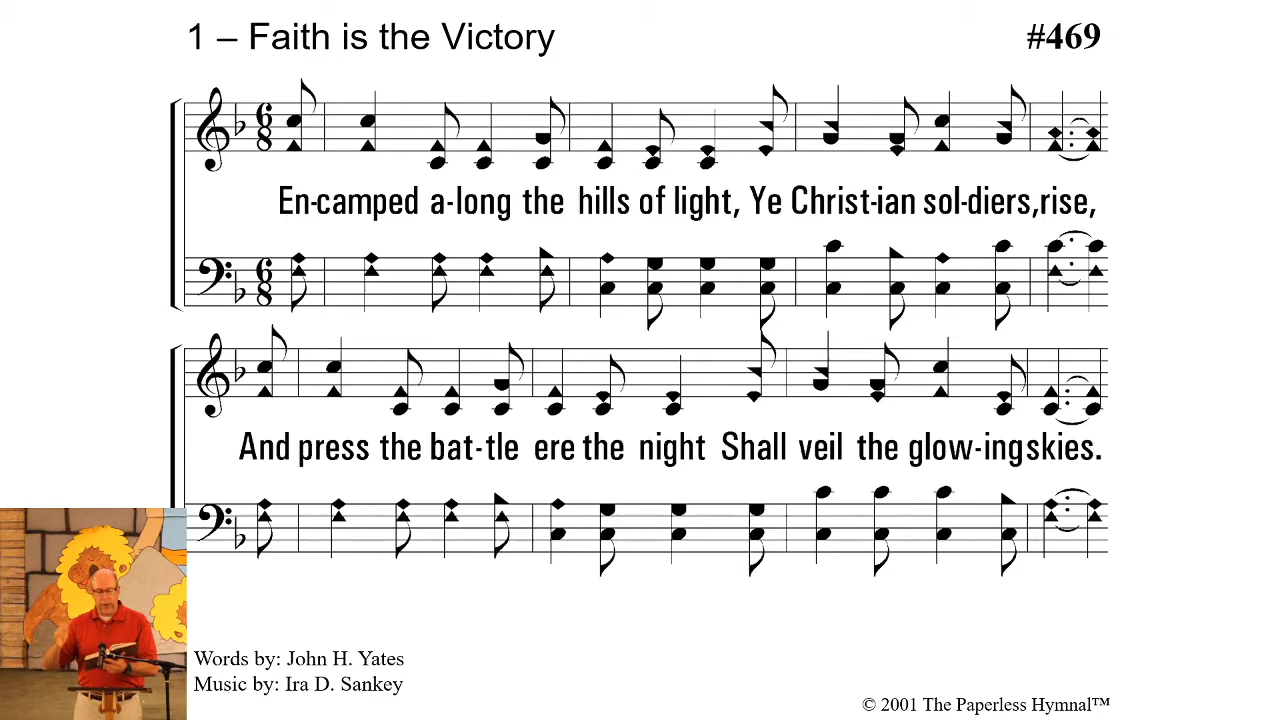 1 – Faith is the Victory #469
En-camped a-long the hills of light, Ye Christ-ian sol-diers,rise,
And press the bat-tle ere the night Shall veil the glow-ing skies.
Words by: John H. Yates
Music by: Ira D. Sankey
© 2001 The Paperless Hymnal™